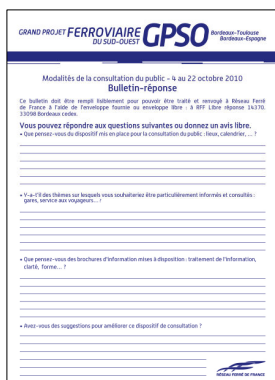 GRAND PROJET FERROVIAIRE
DU SUD-OUEST
GPSO
Bordeaux-Toulouse
Bordeaux-Espagne
Modalités de la consultation du public - 4 au 22 octobre 2010
Bulletin-réponse
Ce bulletin doit être rempli lisiblement pour pouvoir être traité et renvoyé à Réseau Ferré
de France à l'aide de l'enveloppe fournie ou enveloppe libre : à RFF Libre réponse 34370.
33098 Bordeaux cedex.
Vous pouvez répondre aux questions suivantes ou donnez un avis libre.
• Que pensez-vous du dispositif mis en place pour la consultation du public : lieux, calendrier, ... ?
• Y-a-t'il des thèmes sur lesquels vous souhaiteriez être particulièrement informés et consultés :
gares, service aux voyageurs... ?
• Que pensez-vous des brochures d'information mises à disposition : traitement de l'information,
clarté, forme... ?
• Avez-vous des suggestions pour améliorer ce dispositif de consultation ?
RÉSEAU FERRÉ DE FRANCE